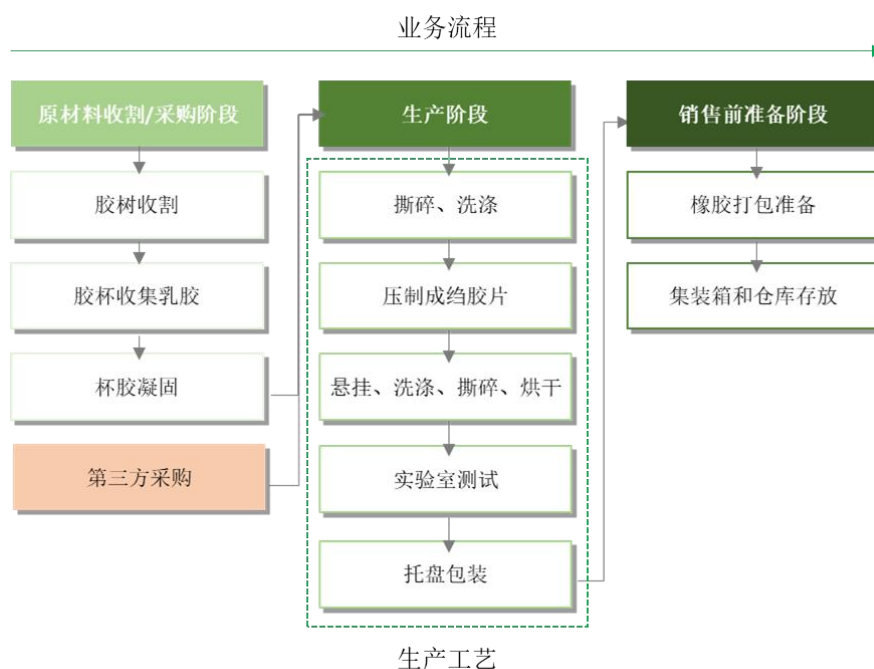 业务流程
原材料收割/采购阶段
胶树收割
胶杯收集乳胶
杯胶凝固
第三方采购
生产阶段
撕碎、洗涤
压制成绉胶片
悬挂、洗涤、撕碎、烘干
实验室测试
托盘包装
生产工艺
销售前准备阶段
橡胶打包准备
集装箱和仓库存放